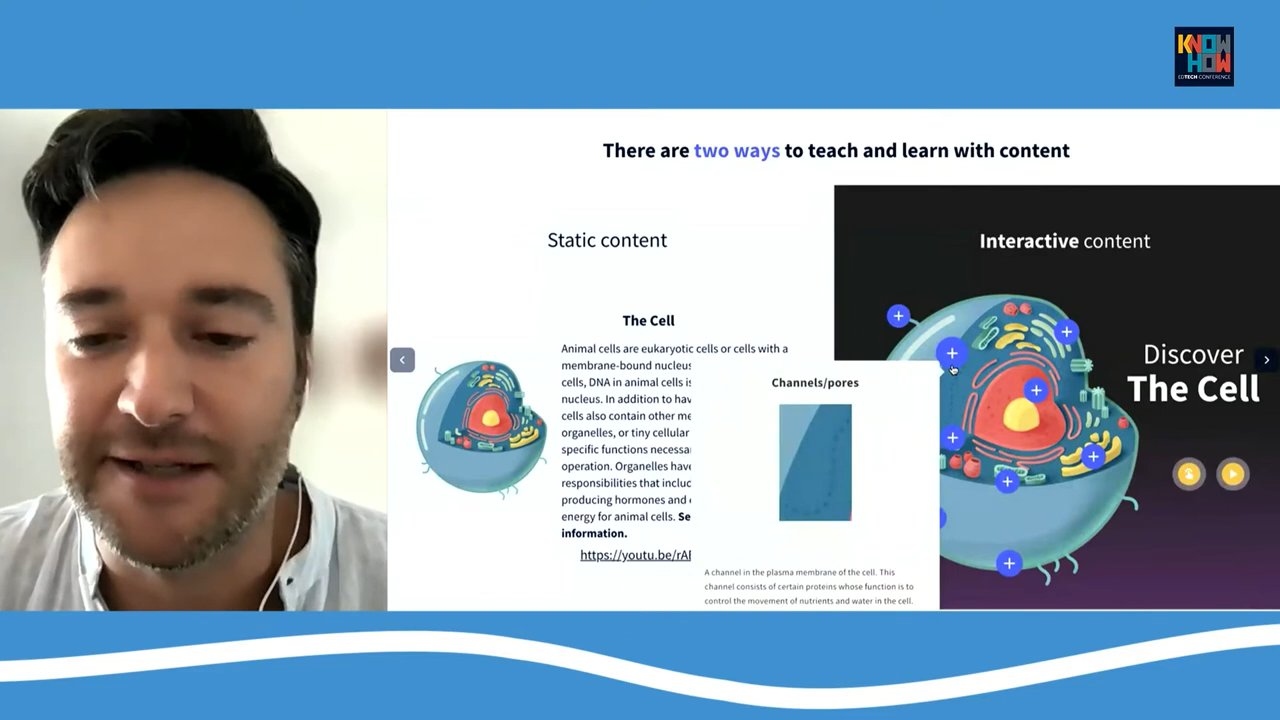 KNOW
HOW
EDTECH CONFERENCE
There are two ways to teach and learn with content
Static content
Interactive content
The Cell
Animal cells are eukaryotic cells or cells with a
membrane-bound nucleus
cells, DNA in animal cells is
nucleus. In addition to hav
cells also contain other me
organelles, or tiny cellular
specific functions necessa
operation. Organelles have
responsibilities that includ
producing hormones and
energy for animal cells. Se
information.
https://youtu.be/rA
Channels/pores
A channel in the plasma membrane of the cell. This
channel consists of certain proteins whose function is to
control the movement of nutrients and water in the cell.
Discover
The Cell